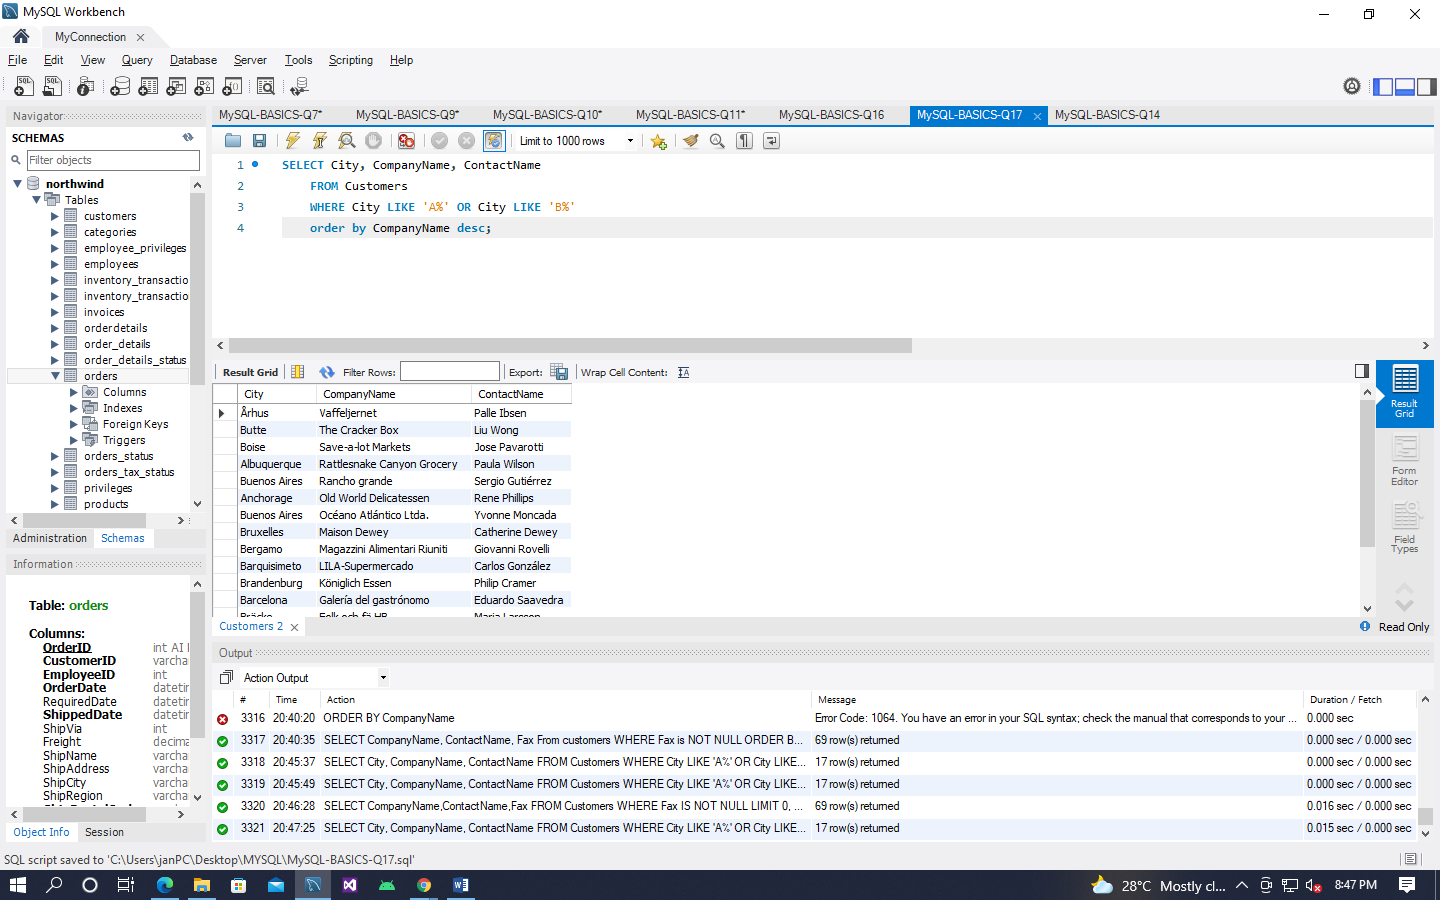 MySQL Workbench
MyConnection
File Edit View Query Database Server Tools Scripting Help
Navigator
SCHEMAS
Filter objects
northwind
Tables
customers
categories
employee_privileges
employees
inventory_transactio
inventory_transactio
invoices
orderdetails
order_details
order_details_status
orders
Columns
Indexes
Foreign Keys
Triggers
orders_status
orders_tax_status
privileges
products
Administration Schemas
Information
Table: orders
Columns:
OrderID int AI
CustomerID varcha
EmployeeID int
OrderDate datetin
RequiredDate datetin
ShippedDate datetin
ShipVia int
Freight decima
ShipName varcha
ShipAddress varcha
ShipCity varcha
ShipRegion varcha
Object Info Session
MySQL-BASICS-Q7* MySQL-BASICS-Q9* MySQL-BASICS-Q10* MySQL-BASICS-Q11* MySQL-BASICS-Q16 MySQL-BASICS-Q17 MySQL-BASICS-Q14
Limit to 1000 rows
1 SELECT City, CompanyName, ContactName
2 FROM Customers
3 WHERE City LIKE 'A%' OR City LIKE 'B%'
4 order by CompanyName desc;
Result Grid Filter Rows: Export: Wrap Cell Content:
City CompanyName ContactName
Århus Vaffeljernet Palle Ibsen
Butte The Cracker Box Liu Wong
Boise Save-a-lot Markets Jose Pavarotti
Albuquerque Rattlesnake Canyon Grocery Paula Wilson
Buenos Aires Rancho grande Sergio Gutiérrez
Anchorage Old World Delicatessen Rene Phillips
Buenos Aires Océano Atlántico Ltda. Yvonne Moncada
Bruxelles Maison Dewey Catherine Dewey
Bergamo Magazzini Alimentari Riuniti Giovanni Rovelli
Barquisimeto LILA-Supermercado Carlos González
Brandenburg Königlich Essen Philip Cramer
Barcelona Galería del gastrónomo Eduardo Saavedra
Bräcke Folk och fä HB Maria Larsson
Result
Grid
Form
Editor
Field
Types
Customers 2
Read Only
Output
Action Output
# Time Action Message Duration / Fetch
3316 20:40:20 ORDER BY CompanyName Error Code: 1064. You have an error in your SQL syntax; check the manual that corresponds to your ... 0.000 sec
3317 20:40:35 SELECT CompanyName, ContactName, Fax From customers WHERE Fax is NOT NULL ORDER B... 69 row(s) returned 0.000 sec / 0.000 sec
3318 20:45:37 SELECT City, CompanyName, ContactName FROM Customers WHERE City LIKE 'A%' OR City LIKE... 17 row(s) returned 0.000 sec / 0.000 sec
3319 20:45:49 SELECT City, CompanyName, ContactName FROM Customers WHERE City LIKE 'A%' OR City LIKE... 17 row(s) returned 0.000 sec / 0.000 sec
3320 20:46:28 SELECT CompanyName,ContactName,Fax FROM Customers WHERE Fax IS NOT NULL LIMIT 0, ... 69 row(s) returned 0.016 sec / 0.000 sec
3321 20:47:25 SELECT City, CompanyName, ContactName FROM Customers WHERE City LIKE 'A%' OR City LIKE... 17 row(s) returned 0.015 sec / 0.000 sec
SQL script saved to 'C:\Users\janPC\Desktop\MYSQL\MySQL-BASICS-Q17.sql'
28°C Mostly cl... 8:47 PM